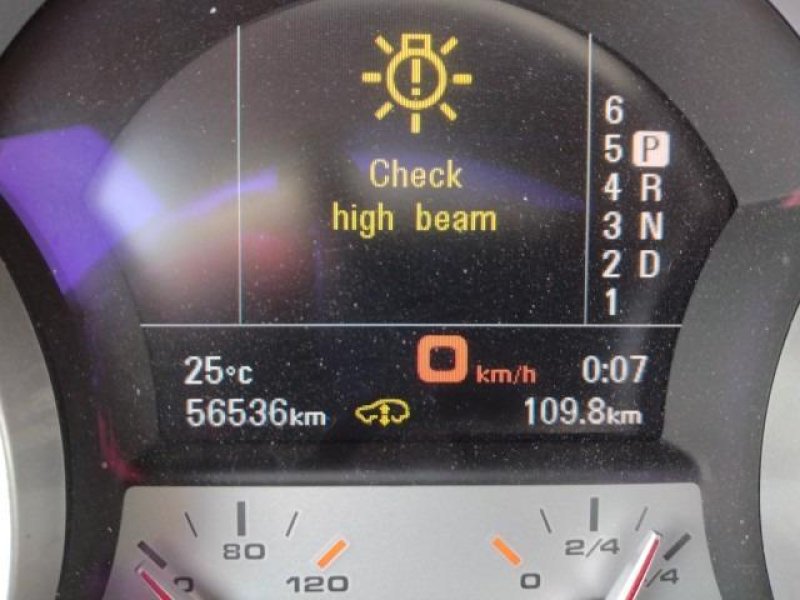 !
Check
high beam
6
5 P
4 R
3 N
2 D
1
25°C 0 km/h 0:07
56536km 109.8km
80 2/4
120 0